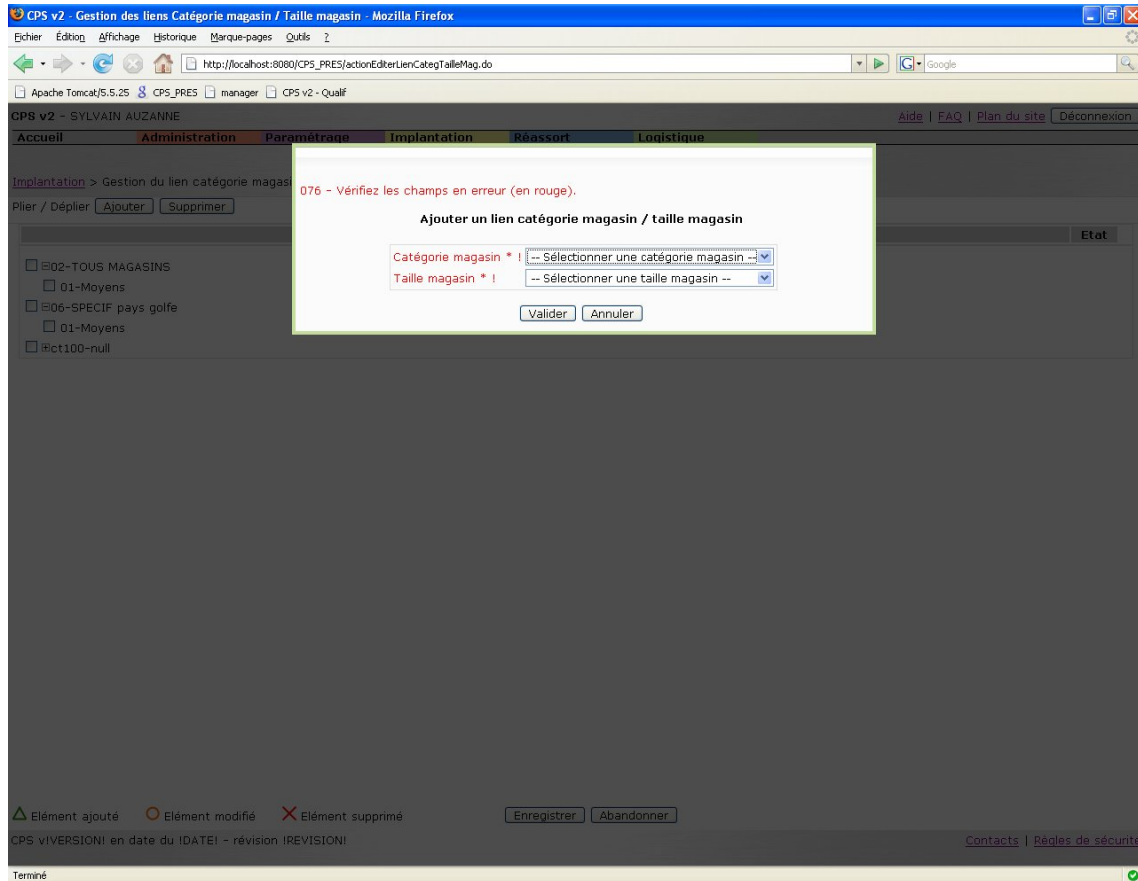 CPS v2 - Gestion des liens Catégorie magasin / Taille magasin - Mozilla Firefox
Fichier Édition Affichage Historique Marque-pages Outils ?
http://localhost:8080/CPS_PRES/actionEditerLienCategTailleMag.do
Google
Apache Tomcat/5.5.25 CPS_PRES manager CPS v2 - Qualif
CPS v2 - SYLVAIN AUZANNE Aide | FAQ | Plan du site Déconnexion
Accueil Administration Paramétrage Implantation Réassort Logistique
Implantation > Gestion du lien catégorie magasi
Plier / Déplier Ajouter Supprimer
Etat
076 - Vérifiez les champs en erreur (en rouge).
Ajouter un lien catégorie magasin / taille magasin
Catégorie magasin * ! -- Sélectionner une catégorie magasin --
Taille magasin * ! -- Sélectionner une taille magasin --
Valider Annuler
02-TOUS MAGASINS
01-Moyens
06-SPECIF pays golfe
01-Moyens
ct100-null
Elément ajouté Elément modifié Elément supprimé Enregistrer Abandonner
CPS v!VERSION! en date du !DATE! - révision !REVISION! Contacts | Règles de sécurité
Terminé